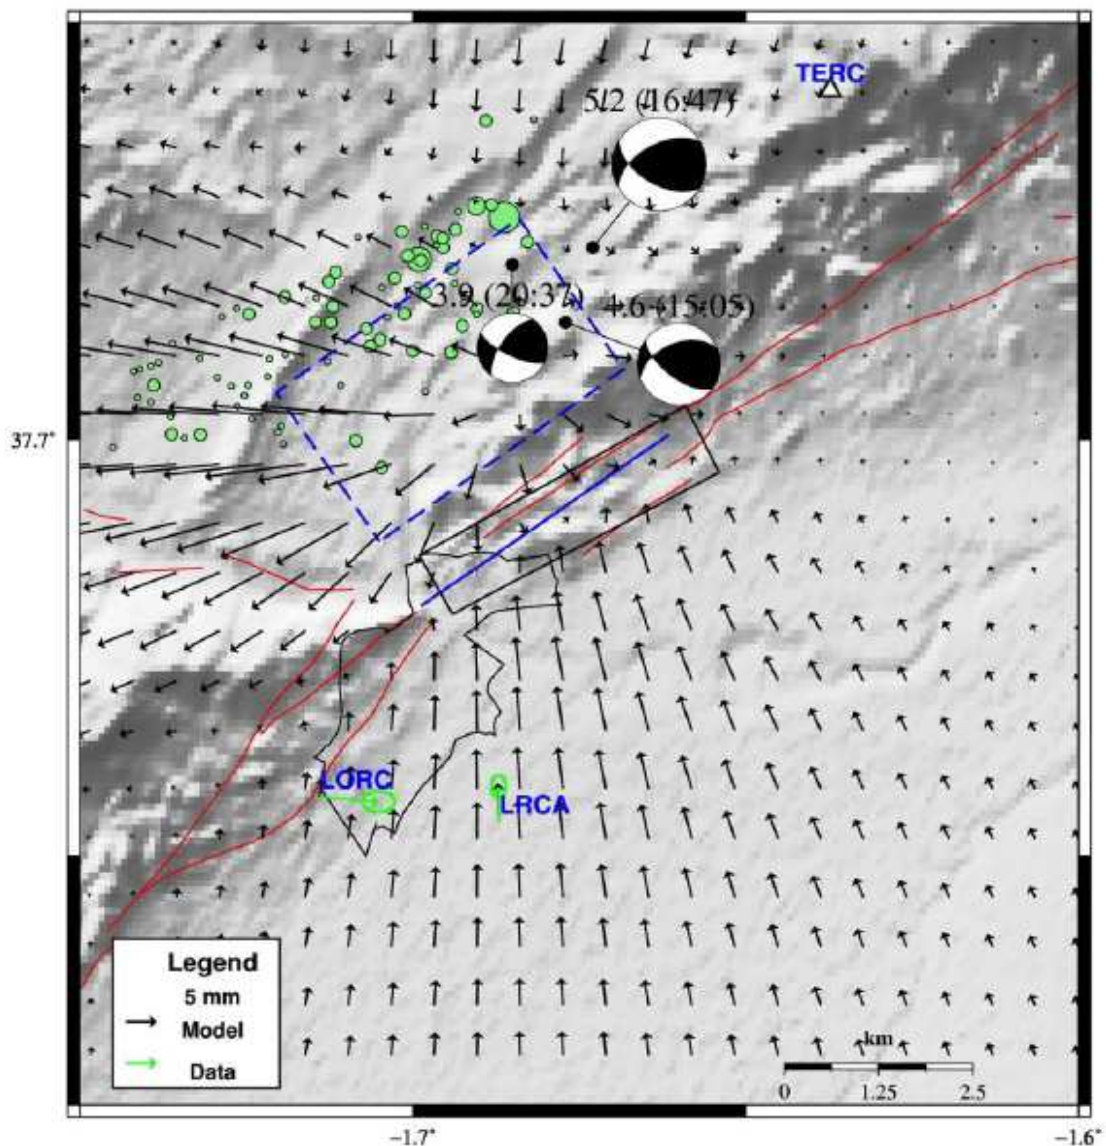 TERC
5.2 (16:47)
3.9 (20:37)
4.6 (15:05)
37.7°
LORC
LRCA
Legend
5 mm
Model
Data
km
0 1.25 2.5
-1.7° -1.6°